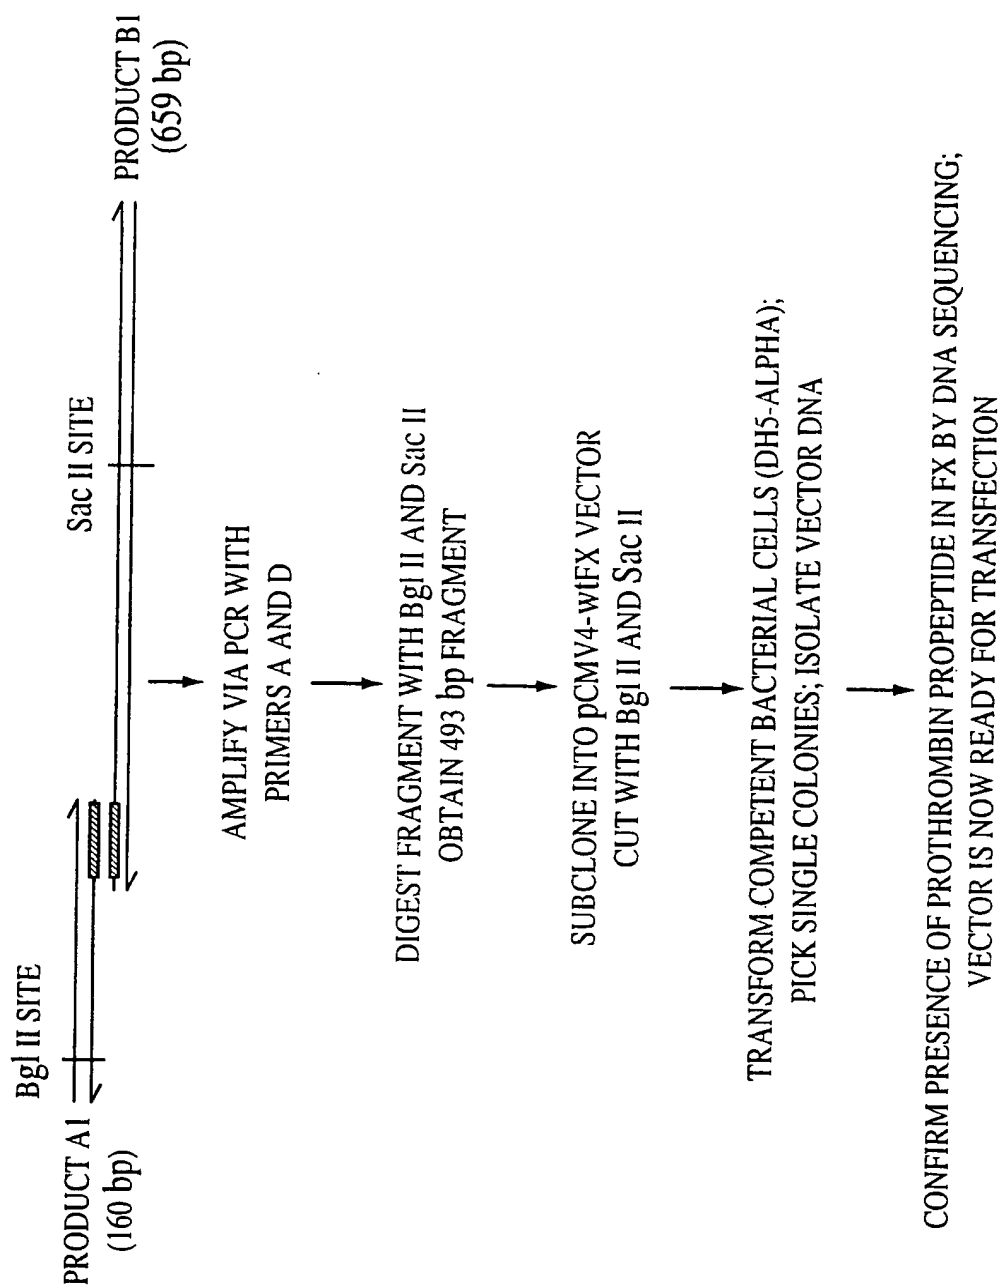 Bgl II SITE
Sac II SITE
PRODUCT A1
(160 bp)
PRODUCT B1
(659 bp)
AMPLIFY VIA PCR WITH
PRIMERS A AND D
DIGEST FRAGMENT WITH Bgl II AND Sac II
OBTAIN 493 bp FRAGMENT
SUBCLONE INTO pCMV4-wtFX VECTOR
CUT WITH Bgl II AND Sac II
TRANSFORM COMPETENT BACTERIAL CELLS (DH5-ALPHA);
PICK SINGLE COLONIES; ISOLATE VECTOR DNA
CONFIRM PRESENCE OF PROTHROMBIN PROPEPTIDE IN FX BY DNA SEQUENCING;
VECTOR IS NOW READY FOR TRANSFECTION